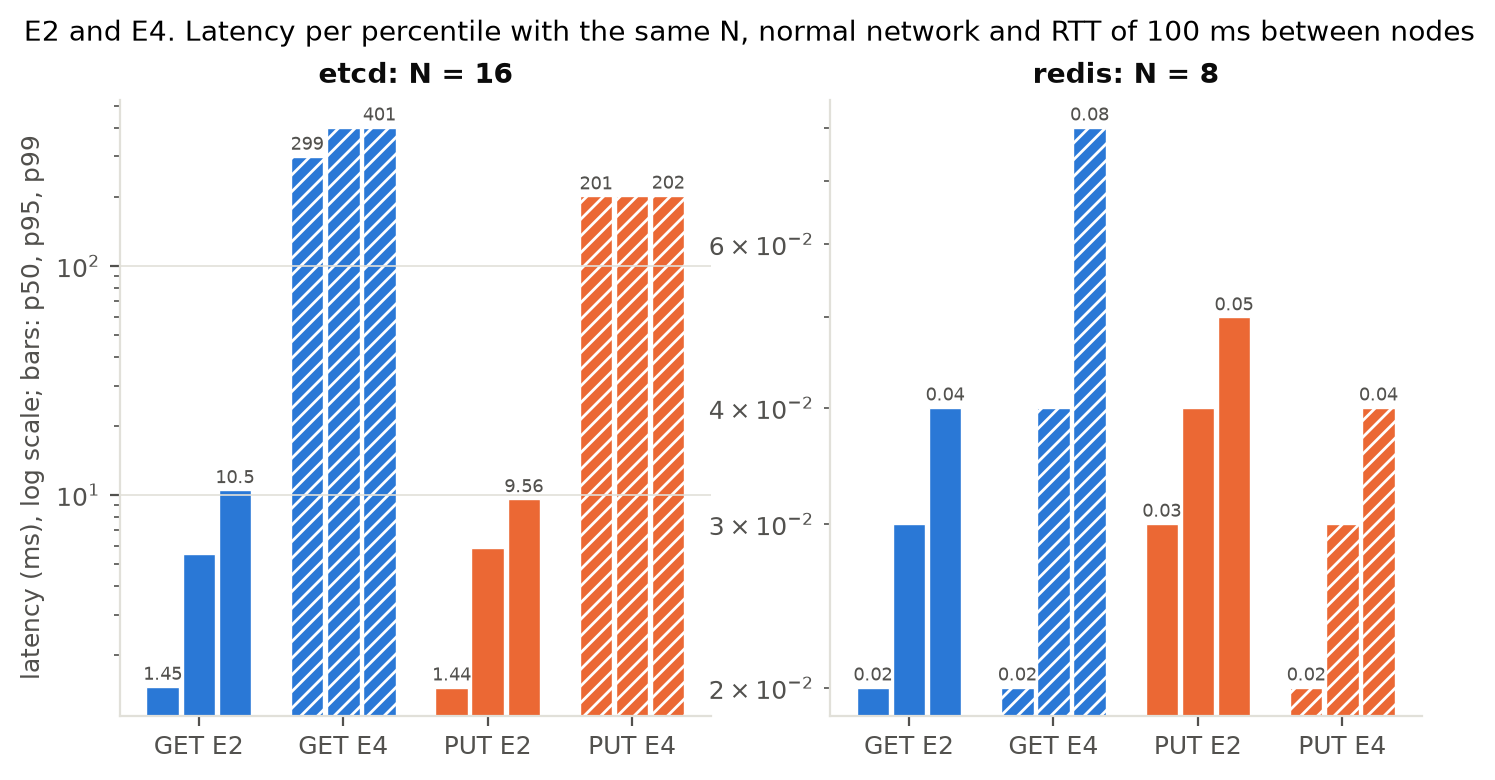 E2 and E4. Latency per percentile with the same N, normal network and RTT of 100 ms between nodes
etcd: N = 16
latency (ms), log scale; bars: p50, p95, p99
10²
10¹
1.45
10.5
299
401
1.44
9.56
201
202
GET E2
GET E4
PUT E2
PUT E4
redis: N = 8
6 × 10⁻²
4 × 10⁻²
3 × 10⁻²
2 × 10⁻²
0.02
0.04
0.02
0.08
0.03
0.05
0.02
0.04
GET E2
GET E4
PUT E2
PUT E4